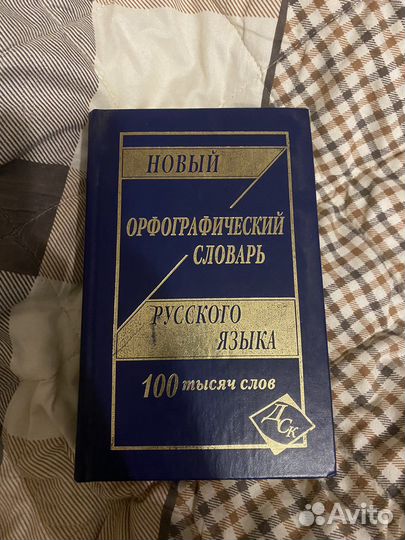 НОВЫЙ
ОРФОГРАФИЧЕСКИЙ
СЛОВАРЬ
РУССКОГО
ЯЗЫКА
100 тысяч слов
ДСК
Avito